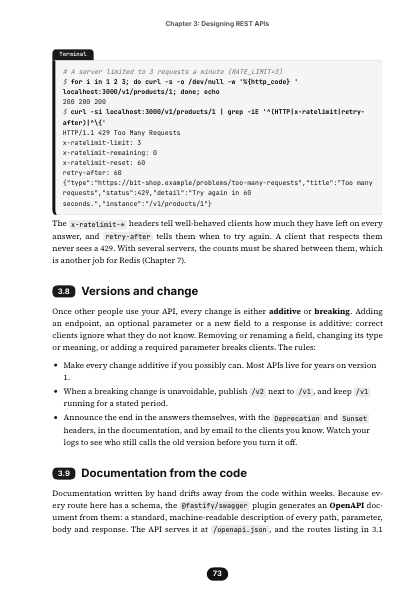 Chapter 3: Designing REST APIs
Terminal
# A server limited to 3 requests a minute (RATE_LIMIT=3)
$ for i in 1 2 3; do curl -s -o /dev/null -w '%{http_code} '
localhost:3000/v1/products/1; done; echo
200 200 200
$ curl -si localhost:3000/v1/products/1 | grep -iE '^(HTTP|x-ratelimit|retry-
after)|^\{'
HTTP/1.1 429 Too Many Requests
x-ratelimit-limit: 3
x-ratelimit-remaining: 0
x-ratelimit-reset: 60
retry-after: 60
{"type":"https://bit-shop.example/problems/too-many-requests","title":"Too many
requests","status":429,"detail":"Try again in 60
seconds.","instance":"/v1/products/1"}
The x-ratelimit-* headers tell well-behaved clients how much they have left on every
answer, and retry-after tells them when to try again. A client that respects them
never sees a 429. With several servers, the counts must be shared between them, which
is another job for Redis (Chapter 7).
3.8 Versions and change
Once other people use your API, every change is either additive or breaking. Adding
an endpoint, an optional parameter or a new field to a response is additive: correct
clients ignore what they do not know. Removing or renaming a field, changing its type
or meaning, or adding a required parameter breaks clients. The rules:
• Make every change additive if you possibly can. Most APIs live for years on version
1.
• When a breaking change is unavoidable, publish /v2 next to /v1, and keep /v1
running for a stated period.
• Announce the end in the answers themselves, with the Deprecation and Sunset
headers, in the documentation, and by email to the clients you know. Watch your
logs to see who still calls the old version before you turn it off.
3.9 Documentation from the code
Documentation written by hand drifts away from the code within weeks. Because ev-
ery route here has a schema, the @fastify/swagger plugin generates an OpenAPI doc-
ument from them: a standard, machine-readable description of every path, parameter,
body and response. The API serves it at /openapi.json, and the routes listing in 3.1
73